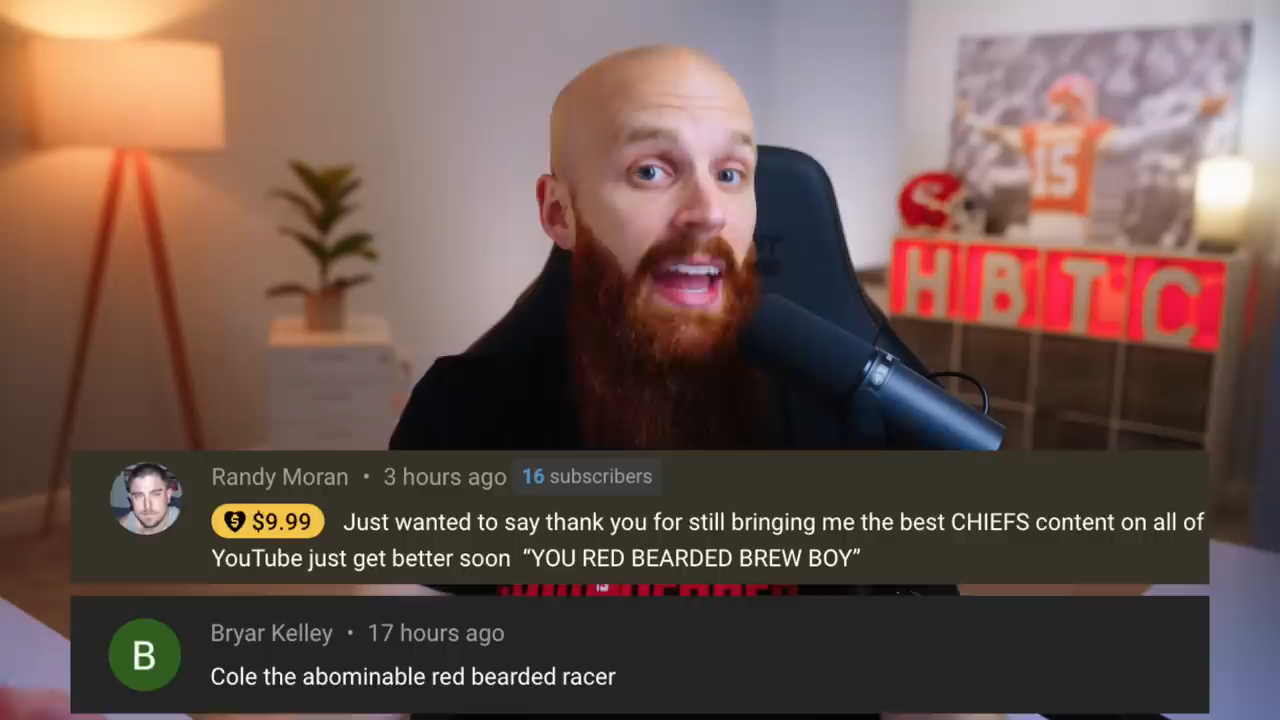 15
HBTC
Randy Moran • 3 hours ago 16 subscribers
$9.99 Just wanted to say thank you for still bringing me the best CHIEFS content on all of
YouTube just get better soon “YOU RED BEARDED BREW BOY”
B
Bryar Kelley • 17 hours ago
Cole the abominable red bearded racer